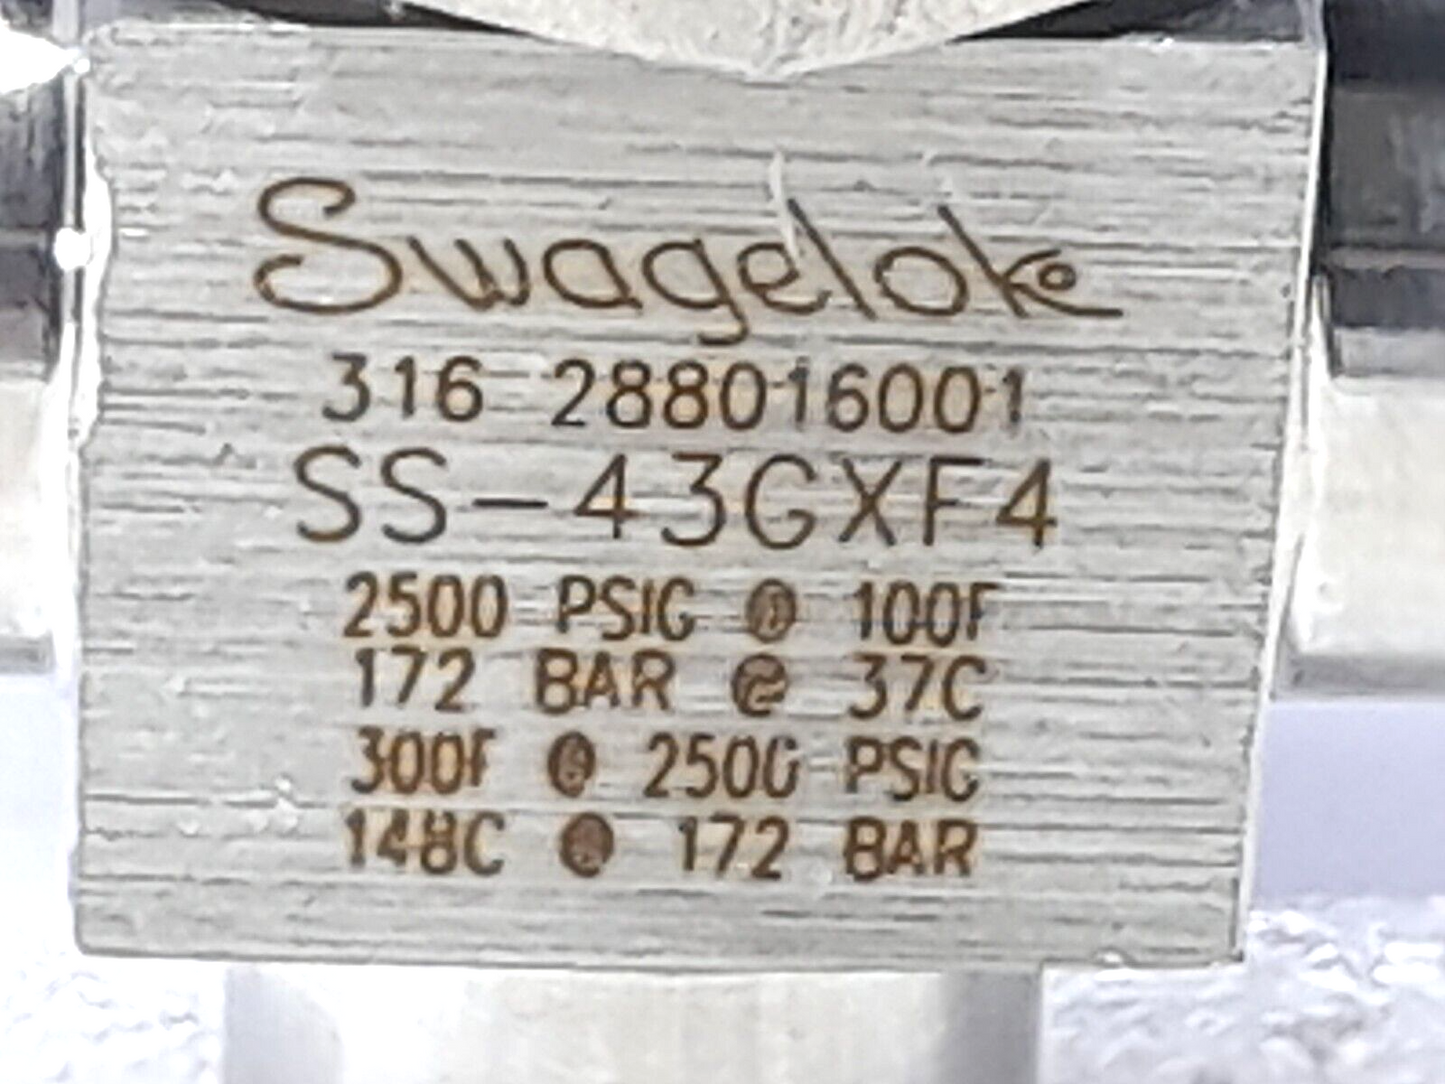 Swagelok
316 288016001
SS-43GXF4
2500 PSIG @ 100F
172 BAR @ 37C
300F @ 2500 PSIG
148C @ 172 BAR